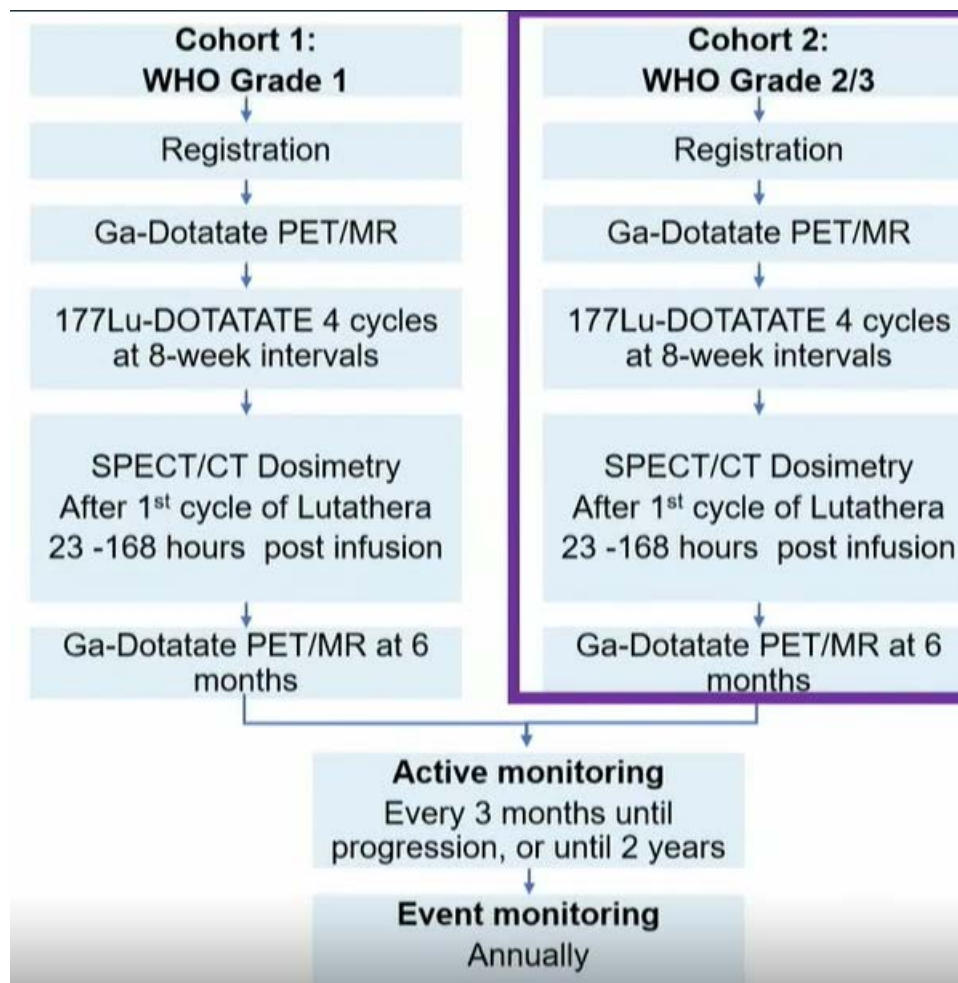 Cohort 1:
WHO Grade 1
Registration
Ga-Dotatate PET/MR
177Lu-DOTATATE 4 cycles
at 8-week intervals
SPECT/CT Dosimetry
After 1st cycle of Lutathera
23 -168 hours post infusion
Ga-Dotatate PET/MR at 6
months
Cohort 2:
WHO Grade 2/3
Registration
Ga-Dotatate PET/MR
177Lu-DOTATATE 4 cycles
at 8-week intervals
SPECT/CT Dosimetry
After 1st cycle of Lutathera
23 -168 hours post infusion
Ga-Dotatate PET/MR at 6
months
Active monitoring
Every 3 months until
progression, or until 2 years
Event monitoring
Annually